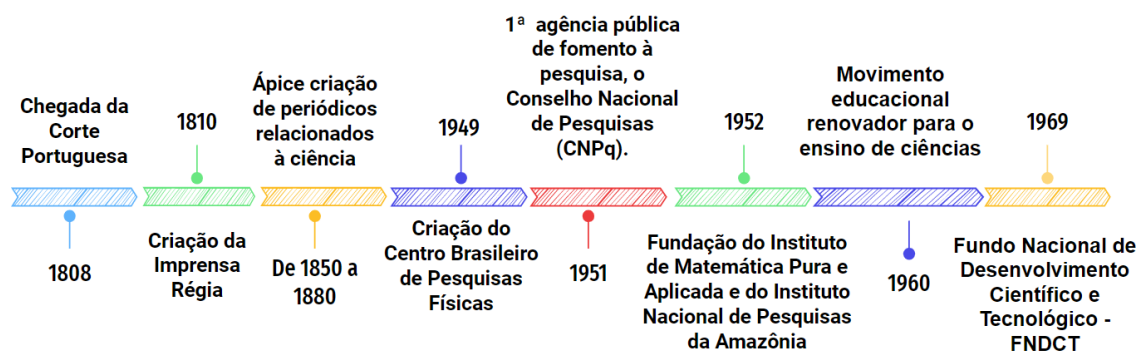 Chegada da
Corte
Portuguesa
1808
1810
Criação da
Imprensa
Régia
Ápice criação
de periódicos
relacionados
à ciência
De 1850 a
1880
1949
Criação do
Centro Brasileiro
de Pesquisas
Físicas
1ª agência pública
de fomento à
pesquisa, o
Conselho Nacional
de Pesquisas
(CNPq).
1951
1952
Fundação do Instituto
de Matemática Pura e
Aplicada e do Instituto
Nacional de Pesquisas
da Amazônia
Movimento
educacional
renovador para o
ensino de ciências
1960
1969
Fundo Nacional de
Desenvolvimento
Científico e
Tecnológico -
FNDCT